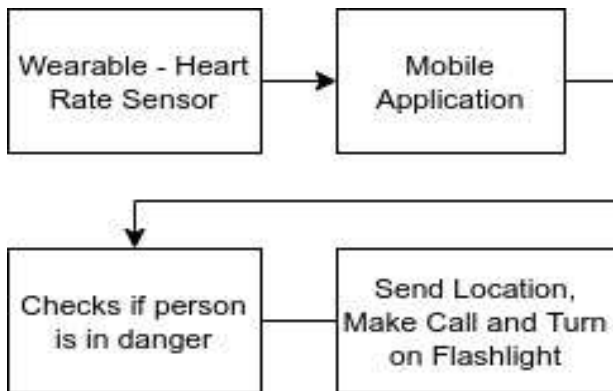 Wearable - Heart
Rate Sensor
Mobile
Application
Checks if person
is in danger
Send Location,
Make Call and Turn
on Flashlight